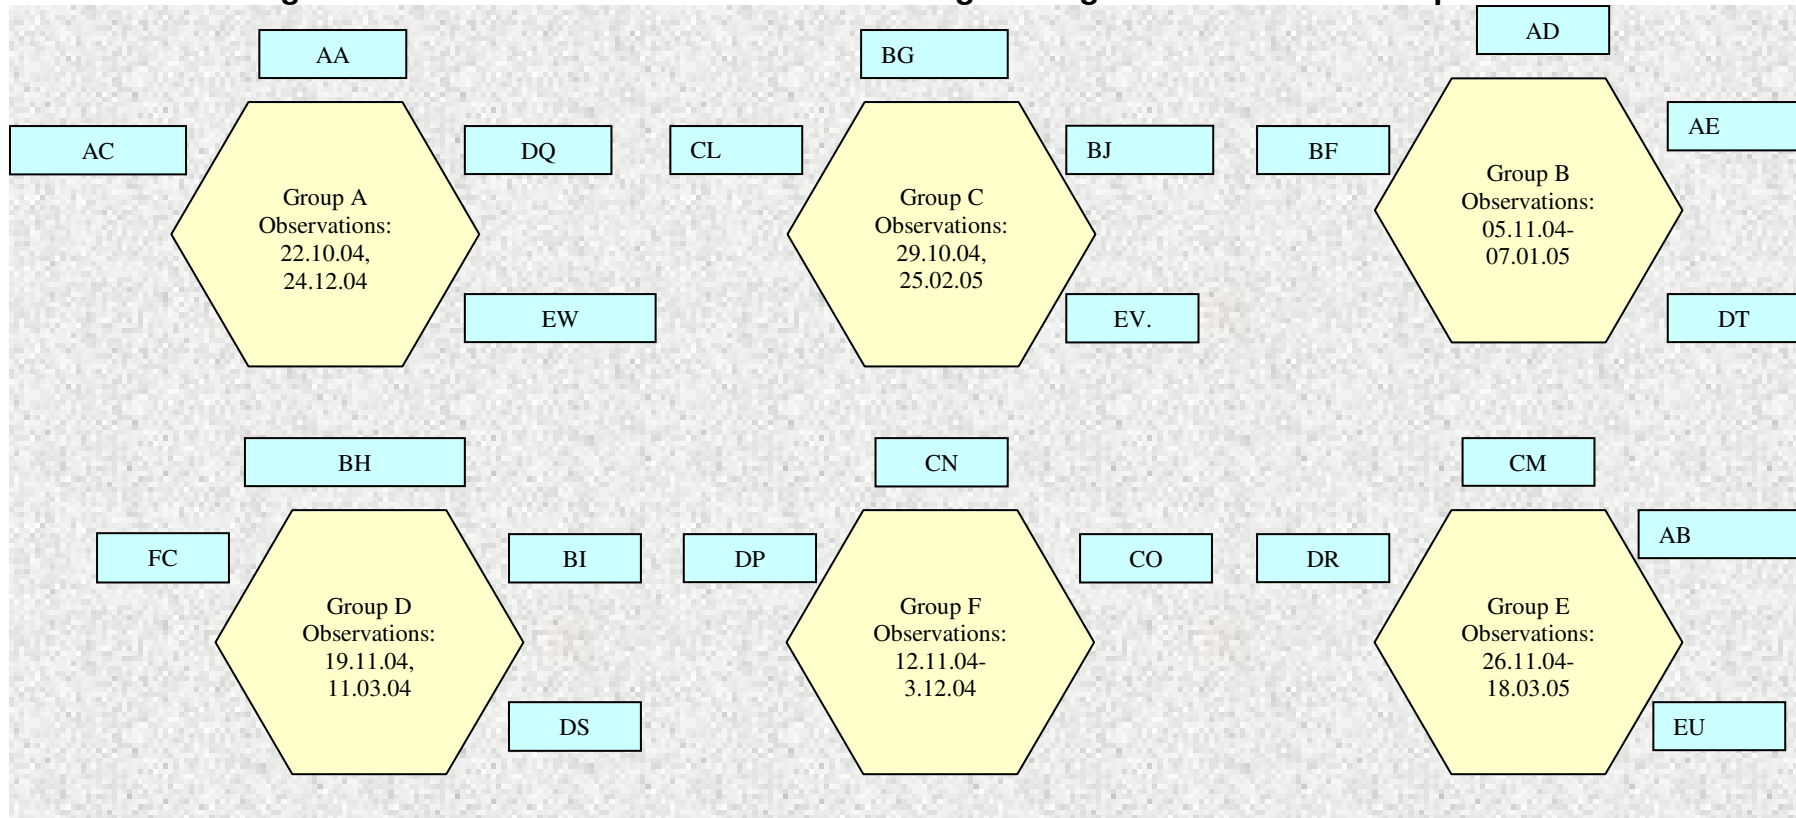 AA
AC
DQ
Group A
Observations:
22.10.04,
24.12.04
EW
BG
CL
BJ
Group C
Observations:
29.10.04,
25.02.05
EV.
AD
BF
AE
Group B
Observations:
05.11.04-
07.01.05
DT
BH
FC
BI
Group D
Observations:
19.11.04,
11.03.04
DS
CN
DP
CO
Group F
Observations:
12.11.04-
3.12.04
CM
DR
AB
Group E
Observations:
26.11.04-
18.03.05
EU